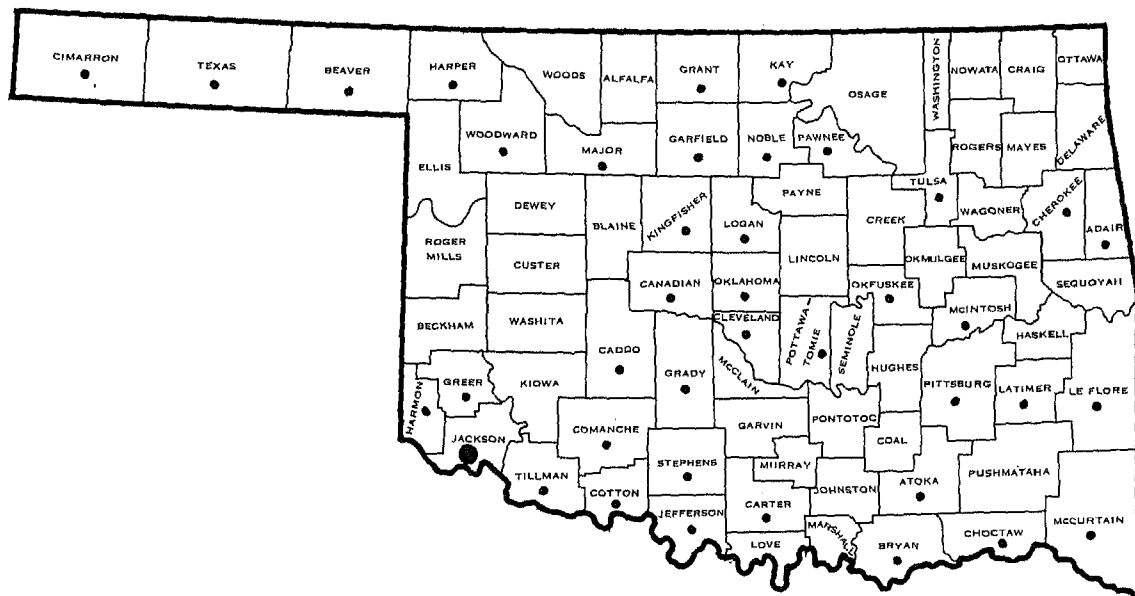 CIMARRON
TEXAS
BEAVER
HARPER
WOODS
ALFALFA
GRANT
KAY
OSAGE
WASHINGTON
NOWATA
CRAIG
OTTAWA
WOODWARD
ELLIS
MAJOR
GARFIELD
NOBLE
PAWNEE
ROGERS
MAYES
DELAWARE
DEWEY
BLAINE
KINGFISHER
LOGAN
PAYNE
CREEK
TULSA
WAGONER
CHEROKEE
ADAIR
ROGER
MILLS
CUSTER
CANADIAN
OKLAHOMA
LINCOLN
OKFUSKEE
OKMULGEE
MUSKOGEE
SEQUOYAH
BECKHAM
WASHITA
CADDO
GRADY
CLEVELAND
MCCLAIN
POTTAWA-
TOMIE
SEMINOLE
HUGHES
MCINTOSH
HASKELL
HARMON
GREER
KIOWA
PITTSBURG
LATIMER
LE FLORE
JACKSON
COMANCHE
GARVIN
PONTOTOC
COAL
TILLMAN
COTTON
STEPHENS
MURRAY
JOHNSTON
ATOKA
PUSHMATAHA
JEFFERSON
CARTER
LOVE
MARSHALL
BRYAN
CHOCTAW
MCCURTAIN